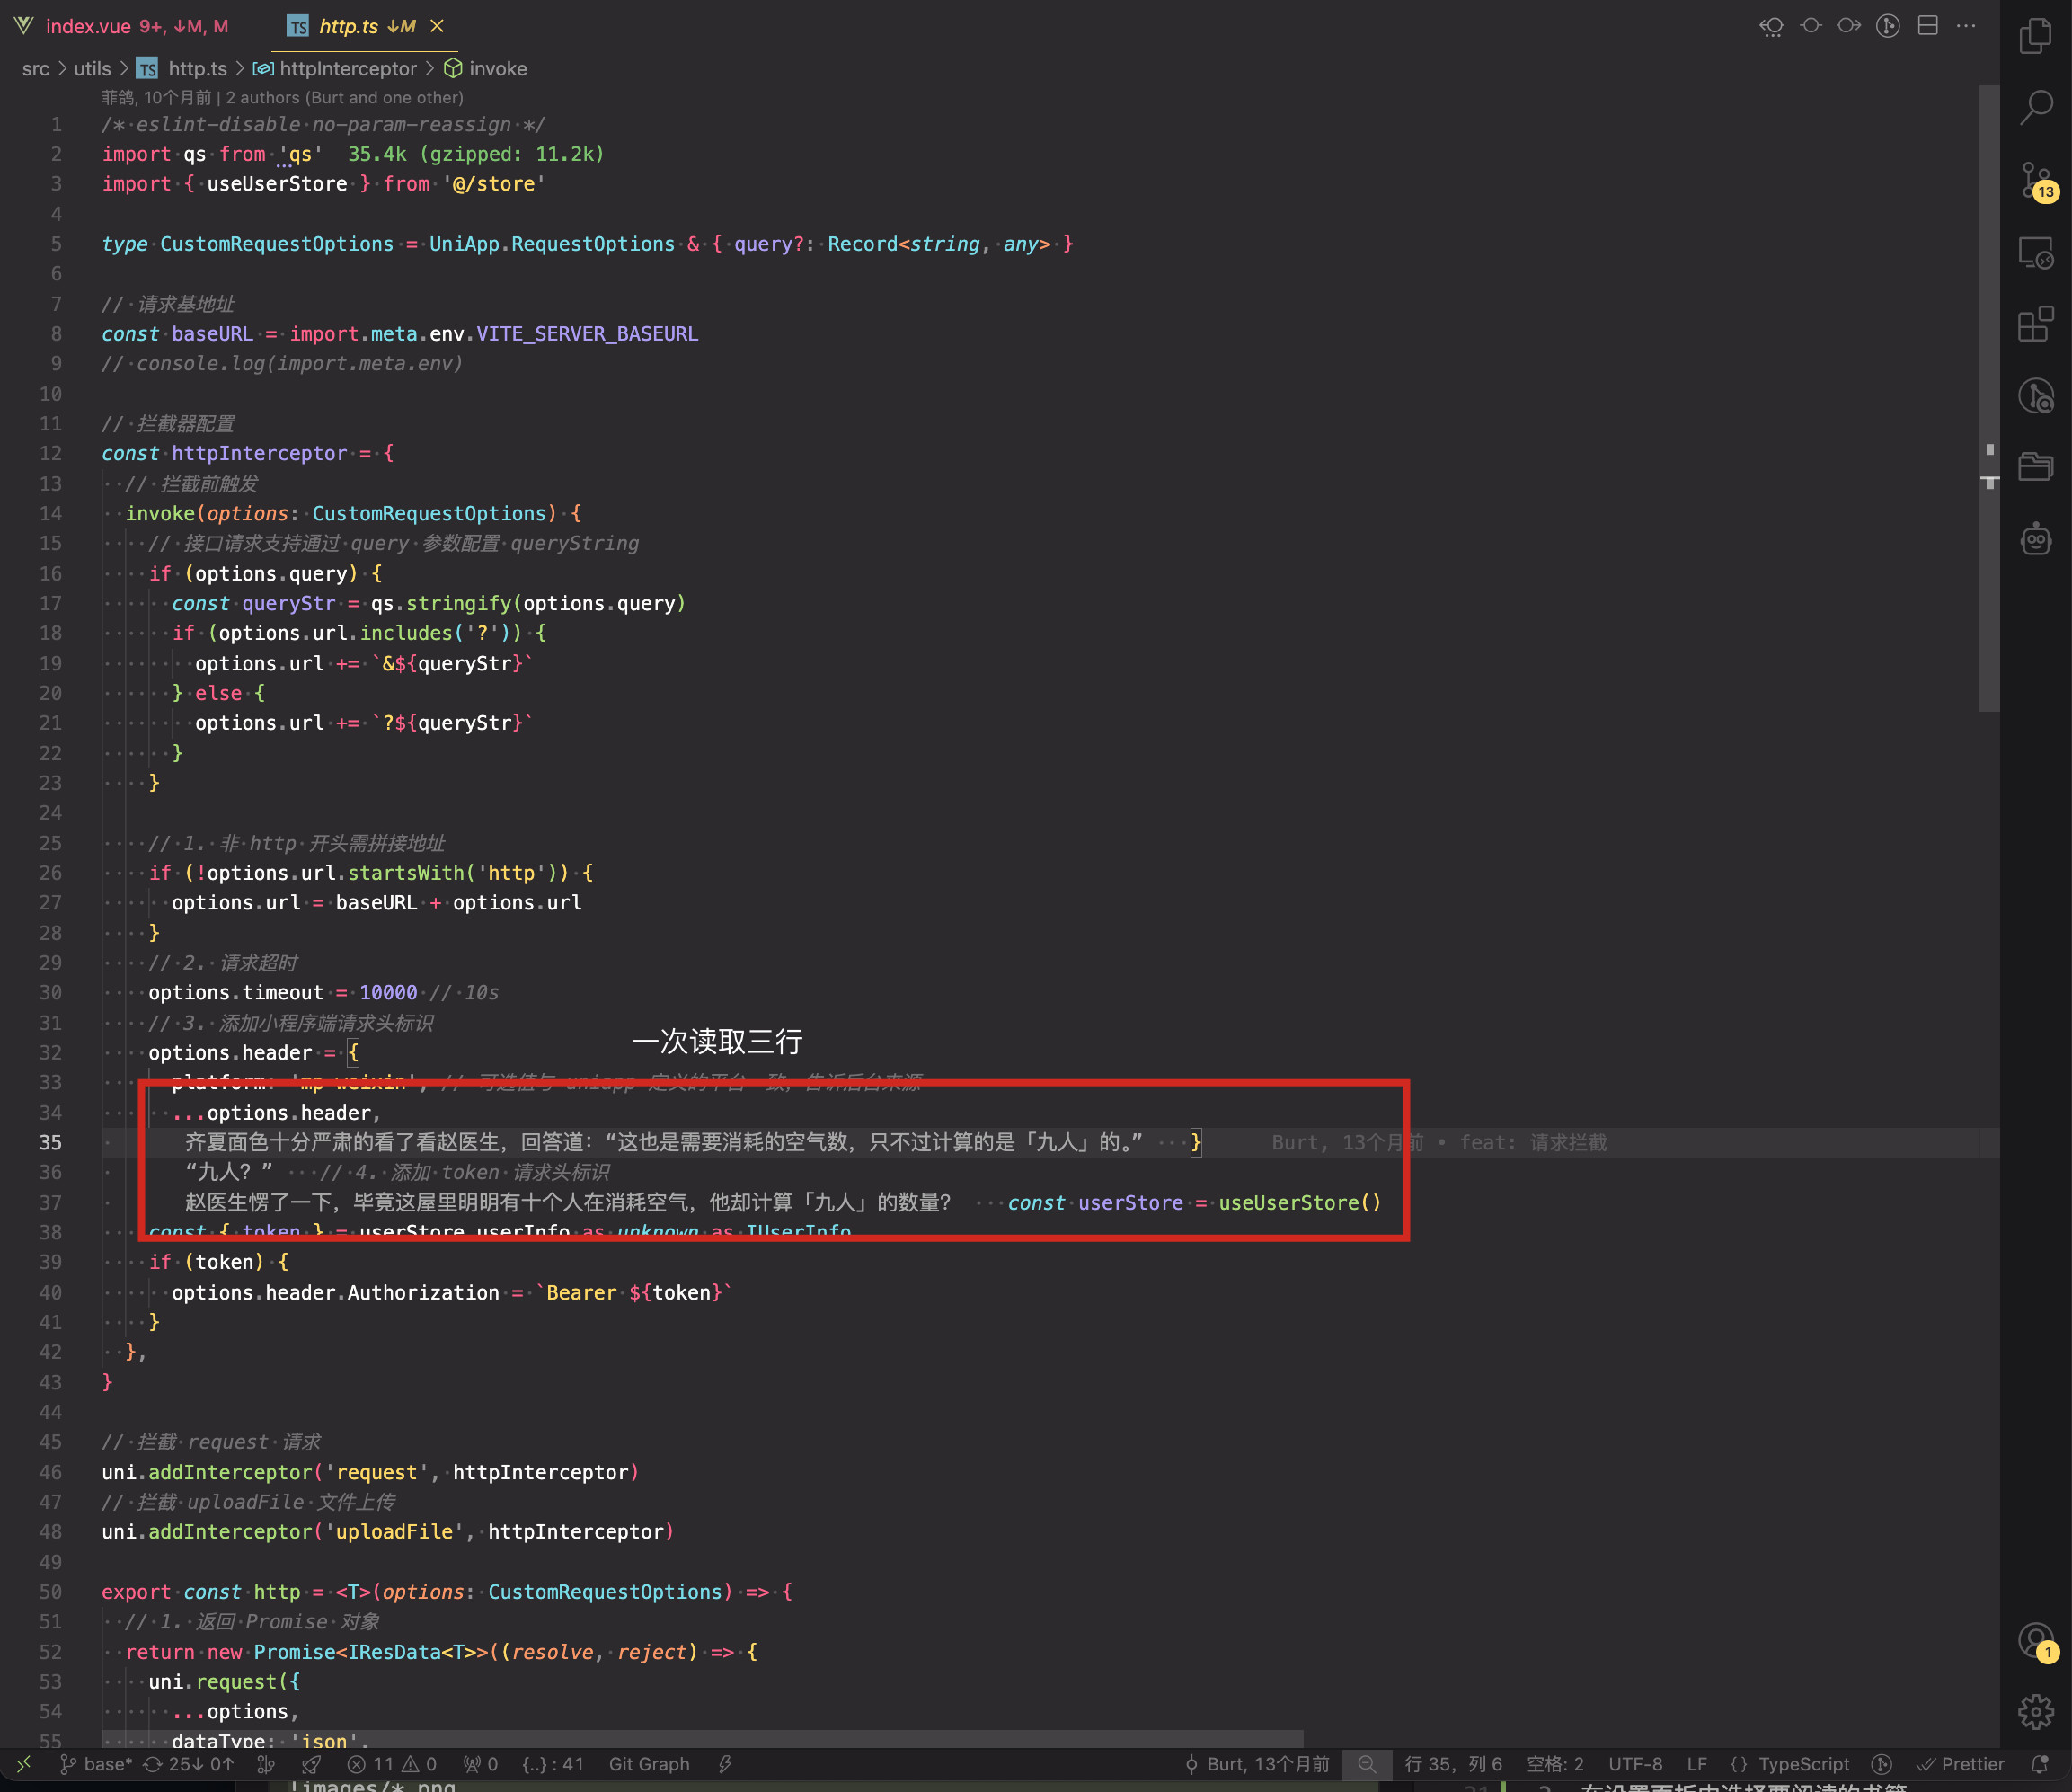 index.vue 9+, ↓M, M
TS http.ts ↓M
src > utils > TS http.ts > httpInterceptor > invoke
菲鸽, 10个月前 | 2 authors (Burt and one other)
1 /* eslint-disable no-param-reassign */
2 import qs from 'qs' 35.4k (gzipped: 11.2k)
3 import { useUserStore } from '@/store'
4
5 type CustomRequestOptions = UniApp.RequestOptions & { query?: Record<string, any> }
6
7 // 请求基地址
8 const baseURL = import.meta.env.VITE_SERVER_BASEURL
9 // console.log(import.meta.env)
10
11 // 拦截器配置
12 const httpInterceptor = {
13 // 拦截前触发
14 invoke(options: CustomRequestOptions) {
15 // 接口请求支持通过 query 参数配置 queryString
16 if (options.query) {
17 const queryStr = qs.stringify(options.query)
18 if (options.url.includes('?')) {
19 options.url += `&${queryStr}`
20 } else {
21 options.url += `?${queryStr}`
22 }
23 }
24
25 // 1. 非 http 开头需拼接地址
26 if (!options.url.startsWith('http')) {
27 options.url = baseURL + options.url
28 }
29 // 2. 请求超时
30 options.timeout = 10000 // 10s
31 // 3. 添加小程序端请求头标识
一次读取三行
32 options.header = {
33 platform: 'mp-weixin', // 可选值与 uniapp 定义的平台一致，告诉后台来源
34 ...options.header,
35 齐夏面色十分严肃的看了看赵医生，回答道：“这也是需要消耗的空气数，只不过计算的是「九人」的。” } Burt, 13个月前 • feat: 请求拦截
36 “九人？” // 4. 添加 token 请求头标识
37 赵医生愣了一下，毕竟这屋里明明有十个人在消耗空气，他却计算「九人」的数量？ const userStore = useUserStore()
38 const { token } = userStore.userInfo as unknown as IUserInfo
39 if (token) {
40 options.header.Authorization = `Bearer ${token}`
41 }
42 },
43 }
44
45 // 拦截 request 请求
46 uni.addInterceptor('request', httpInterceptor)
47 // 拦截 uploadFile 文件上传
48 uni.addInterceptor('uploadFile', httpInterceptor)
49
50 export const http = <T>(options: CustomRequestOptions) => {
51 // 1. 返回 Promise 对象
52 return new Promise<IResData<T>>((resolve, reject) => {
53 uni.request({
54 ...options,
55 dataType: 'json',
13
1
base* 25↓ 0↑ 11 0 0 {..} : 41 Git Graph Burt, 13个月前 行 35，列 6 空格: 2 UTF-8 LF {} TypeScript Prettier
!images/*.png
31 2. 在设置面板中选择要阅读的书籍